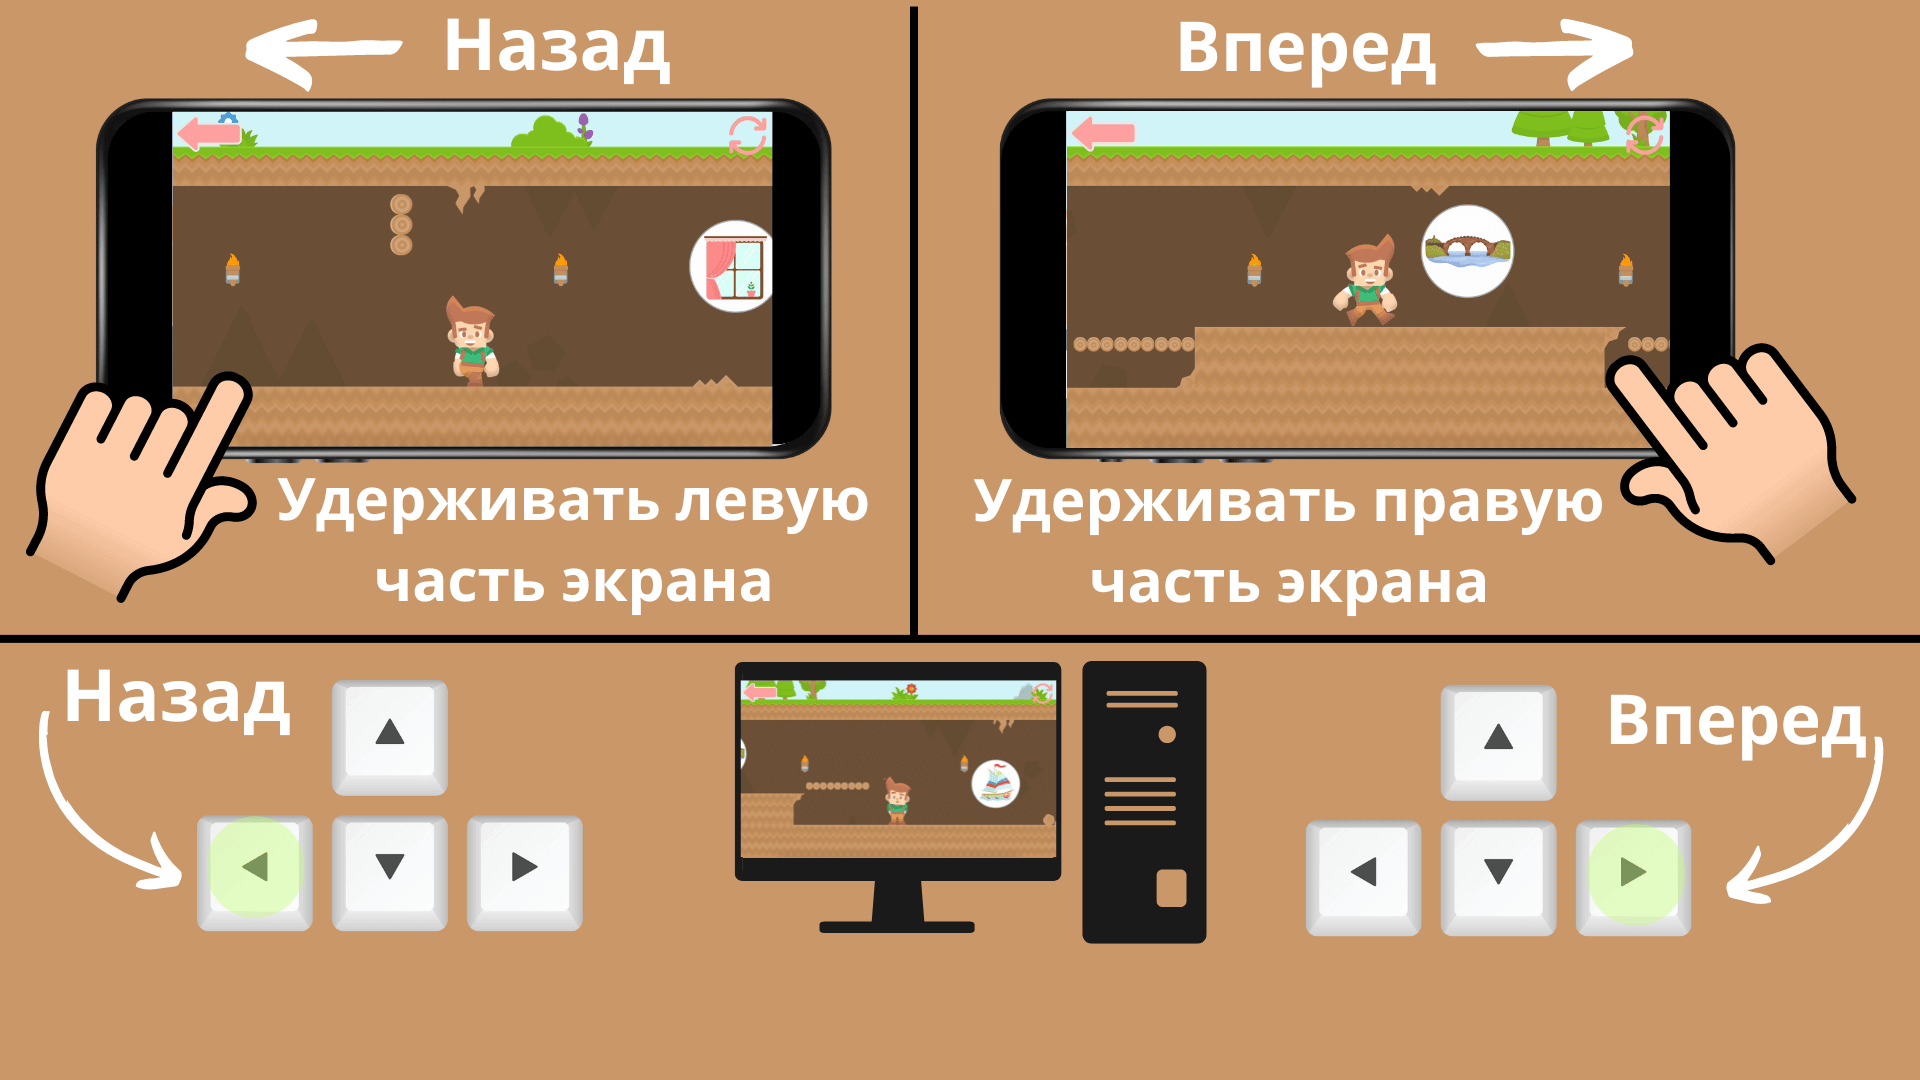 Назад
Удерживать левую
часть экрана
Вперед
Удерживать правую
часть экрана
Назад
Вперед